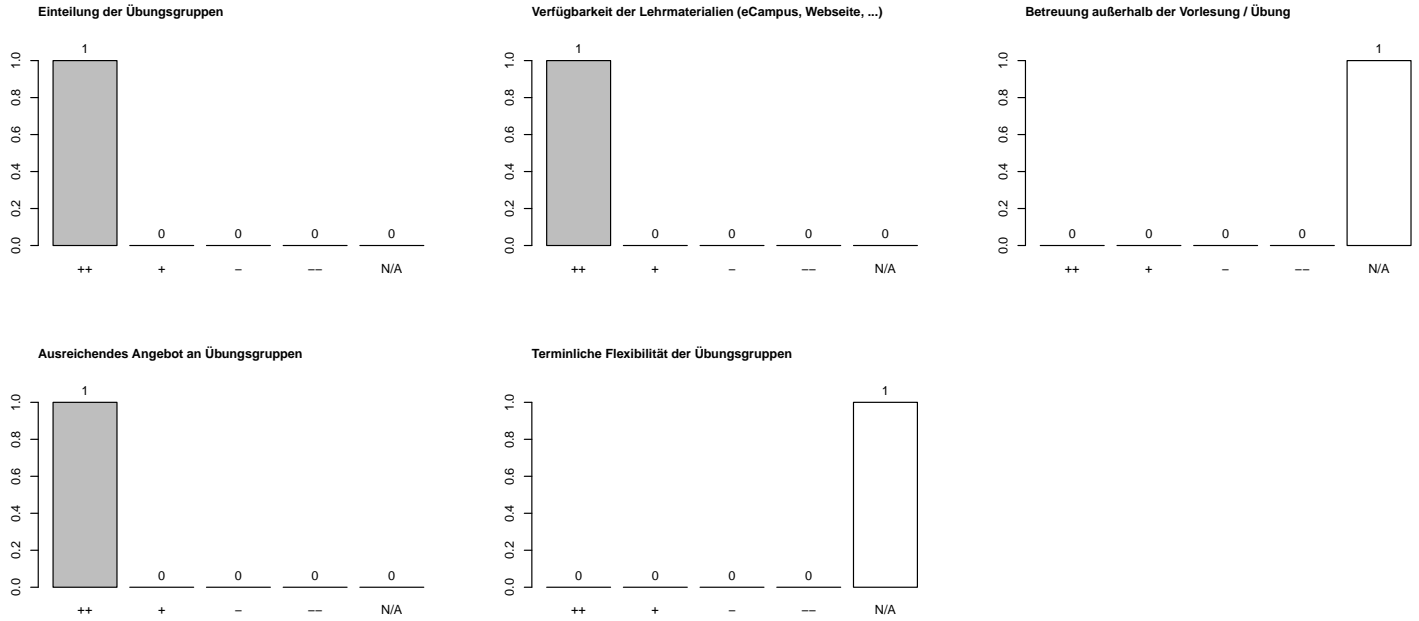 Einteilung der Übungsgruppen
1
1.0
0.8
0.6
0.4
0.2
0.0
0 0 0 0
++ + − −− N/A
Verfügbarkeit der Lehrmaterialien (eCampus, Webseite, ...)
1
1.0
0.8
0.6
0.4
0.2
0.0
0 0 0 0
++ + − −− N/A
Betreuung außerhalb der Vorlesung / Übung
1
1.0
0.8
0.6
0.4
0.2
0.0
0 0 0 0
++ + − −− N/A
Ausreichendes Angebot an Übungsgruppen
1
1.0
0.8
0.6
0.4
0.2
0.0
0 0 0 0
++ + − −− N/A
Terminliche Flexibilität der Übungsgruppen
1
1.0
0.8
0.6
0.4
0.2
0.0
0 0 0 0
++ + − −− N/A